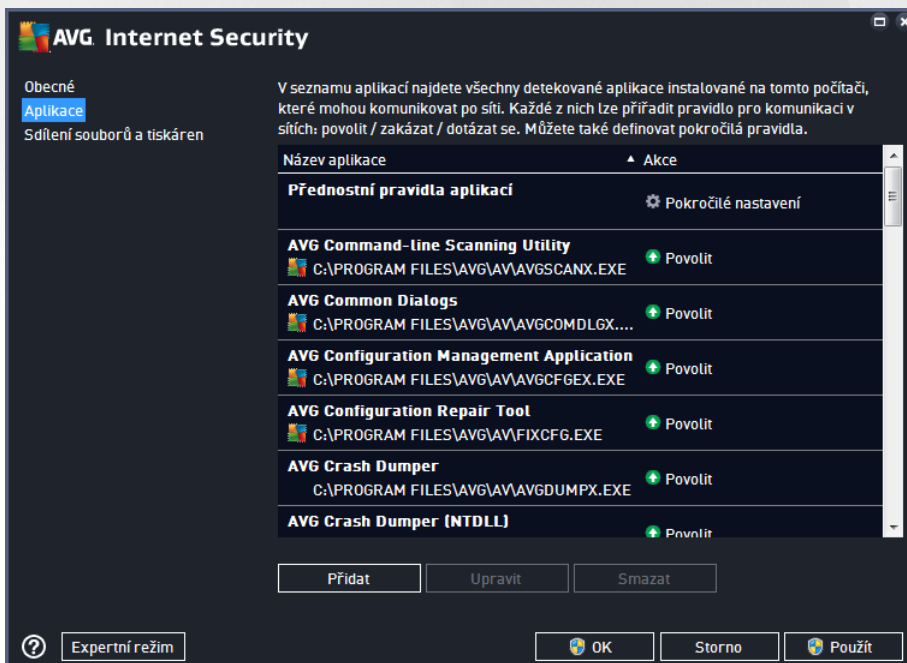 AVG. Internet Security
Obecné
Aplikace
Sdílení souborů a tiskáren
V seznamu aplikací najdete všechny detekované aplikace instalované na tomto počítači,
které mohou komunikovat po síti. Každé z nich lze přiřadit pravidlo pro komunikaci v
sítích: povolit / zakázat / dotázat se. Můžete také definovat pokročilá pravidla.
Název aplikace Akce
Přednostní pravidla aplikací
Pokročilé nastavení
AVG Command-line Scanning Utility
C:\PROGRAM FILES\AVG\AV\AVGSCANX.EXE Povolit
AVG Common Dialogs
C:\PROGRAM FILES\AVG\AV\AVGCOMDLGX.... Povolit
AVG Configuration Management Application
C:\PROGRAM FILES\AVG\AV\AVGCFGEX.EXE Povolit
AVG Configuration Repair Tool
C:\PROGRAM FILES\AVG\AV\FIXCFG.EXE Povolit
AVG Crash Dumper
C:\PROGRAM FILES\AVG\AV\AVGDUMPX.EXE Povolit
AVG Crash Dumper (NTDLL)
Povolit
Přidat Upravit Smazat
? Expertní režim OK Storno Použít